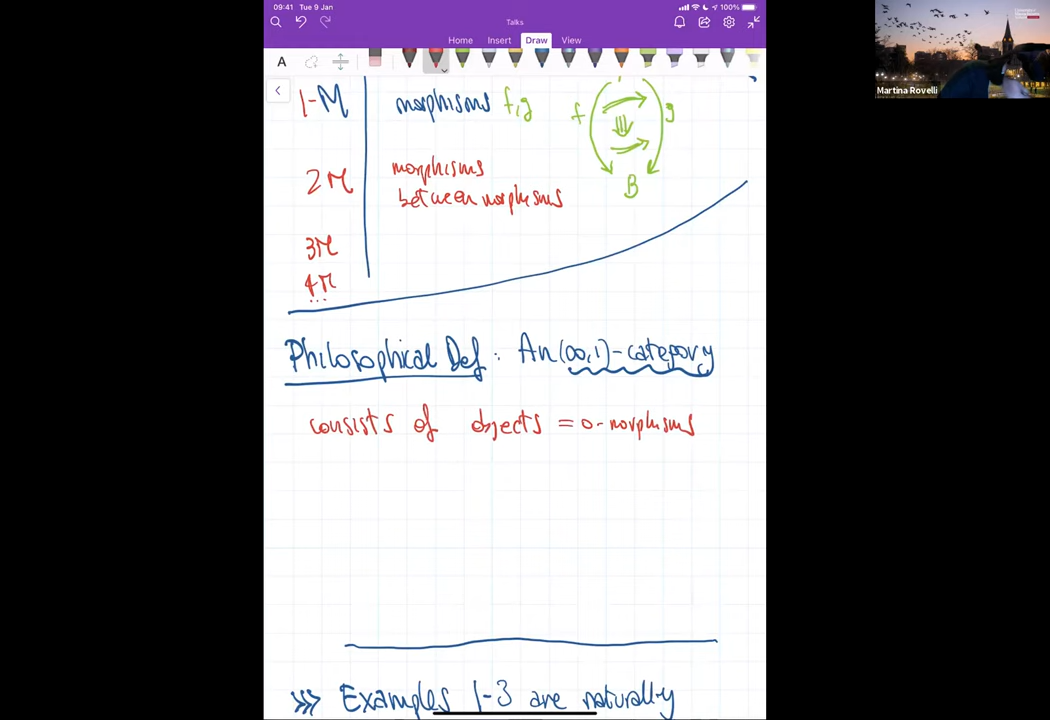 09:41 Tue 9 Jan
100%
Talks
Home Insert Draw View
A
1-M morphisms f,g
f g
B
2M morphisms
between morphisms
3M
4M
...
Philosophical Def: An (∞,1)-category
consists of objects = 0-morphisms
>>> Examples 1-3 are naturally
Martina Rovelli